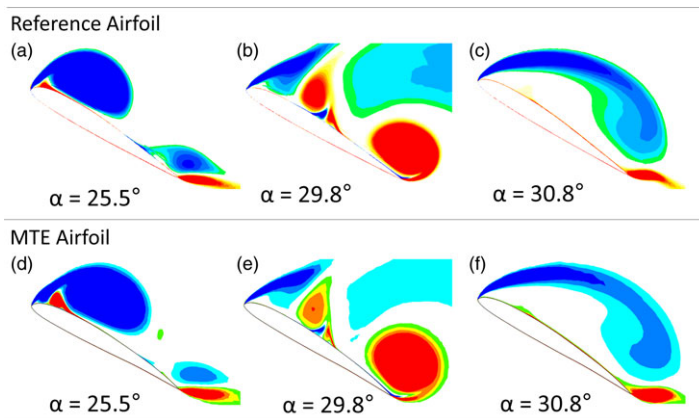 Reference Airfoil
(a) (b) (c)
α = 25.5° α = 29.8° α = 30.8°
MTE Airfoil
(d) (e) (f)
α = 25.5° α = 29.8° α = 30.8°